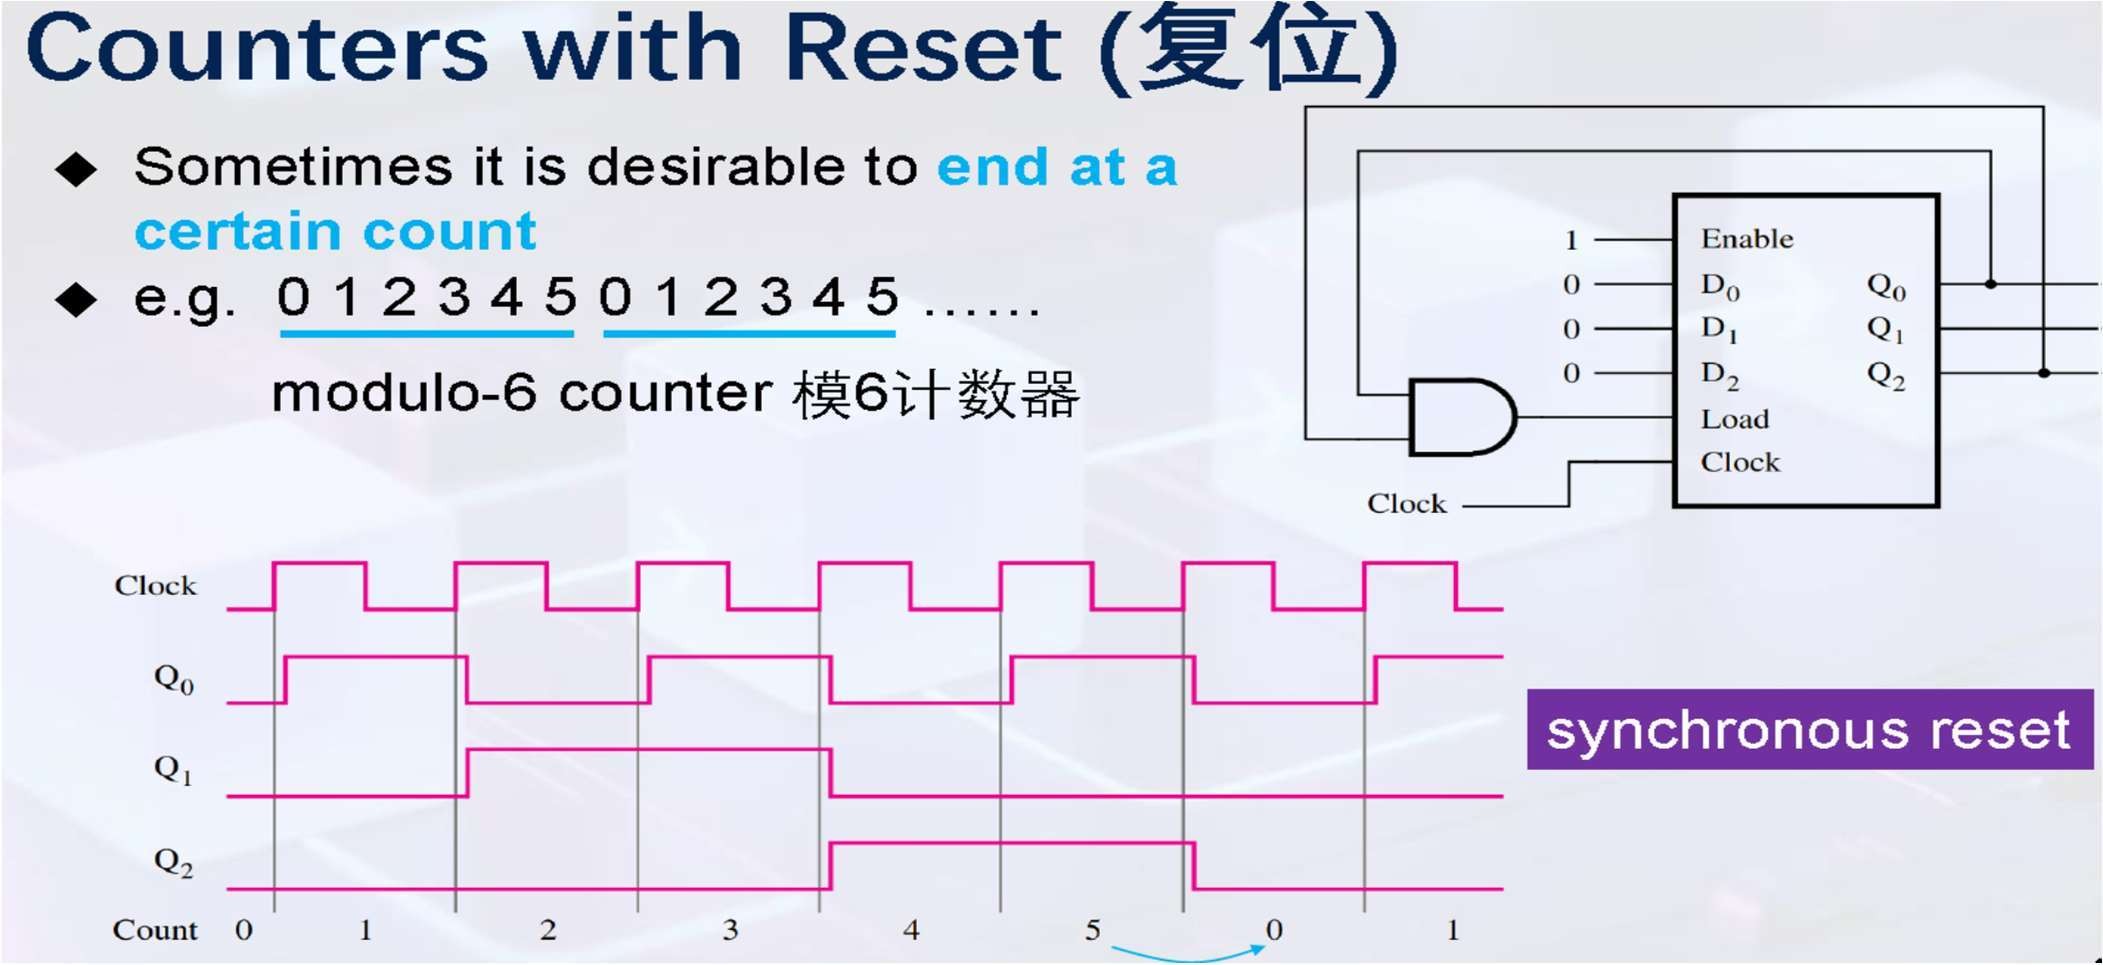 Counters with Reset (复位)
◆ Sometimes it is desirable to end at a
certain count
◆ e.g. 0 1 2 3 4 5 0 1 2 3 4 5 ……
modulo-6 counter 模6计数器
1 Enable
0 D0 Q0
0 D1 Q1
0 D2 Q2
Load
Clock
Clock
Clock
Q0
Q1
Q2
synchronous reset
Count 0 1 2 3 4 5 0 1